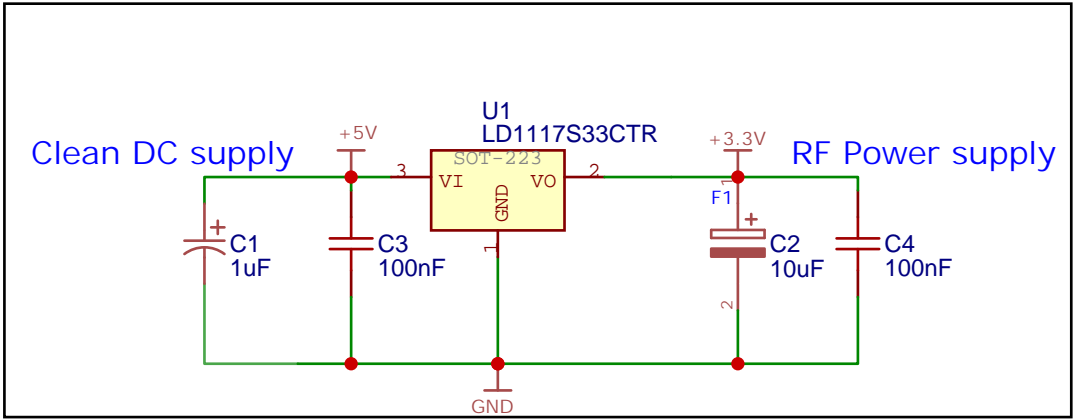 U1
LD1117S33CTR
SOT-223
+5V
+3.3V
Clean DC supply
RF Power supply
3
VI
VO
2
GND
1
1
F1
+
C1
1uF
C3
100nF
+
C2
10uF
C4
100nF
2
GND